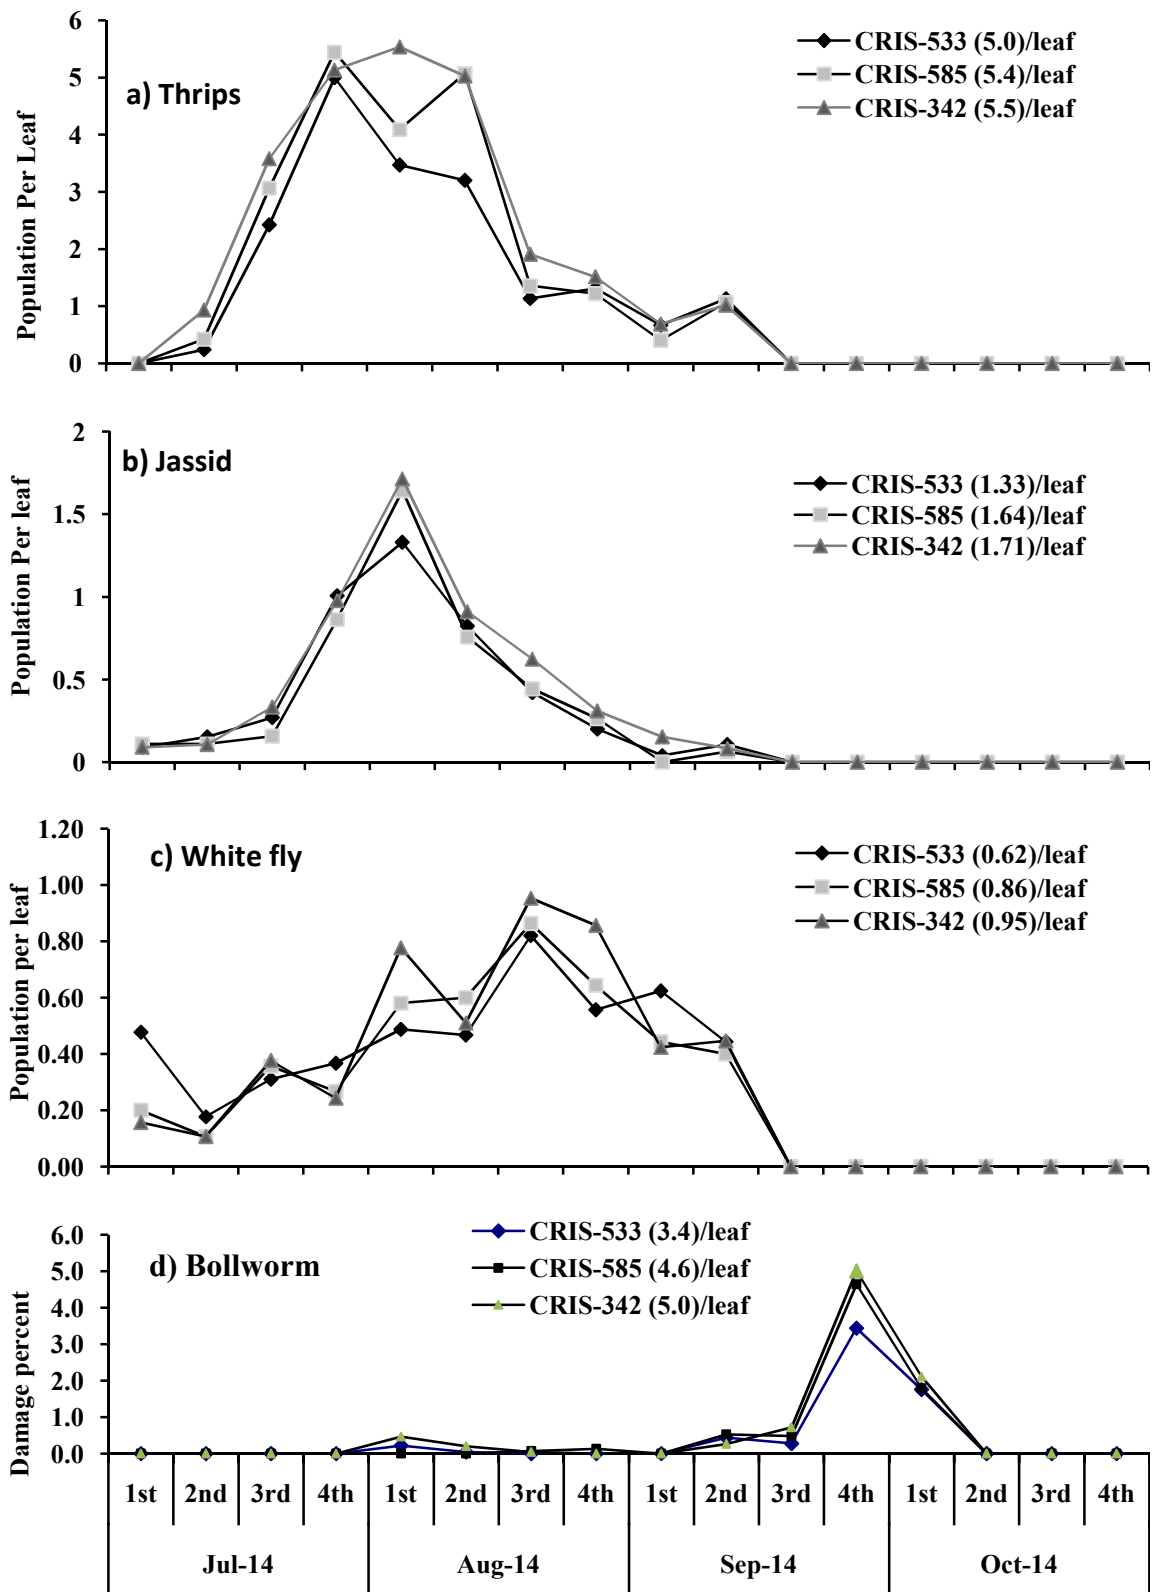 6
5
4
3
2
1
0
Population Per Leaf
a) Thrips
CRIS-533 (5.0)/leaf
CRIS-585 (5.4)/leaf
CRIS-342 (5.5)/leaf
2
1.5
1
0.5
0
Population Per leaf
b) Jassid
CRIS-533 (1.33)/leaf
CRIS-585 (1.64)/leaf
CRIS-342 (1.71)/leaf
1.20
1.00
0.80
0.60
0.40
0.20
0.00
Population per leaf
c) White fly
CRIS-533 (0.62)/leaf
CRIS-585 (0.86)/leaf
CRIS-342 (0.95)/leaf
6.0
5.0
4.0
3.0
2.0
1.0
0.0
Damage percent
d) Bollworm
CRIS-533 (3.4)/leaf
CRIS-585 (4.6)/leaf
CRIS-342 (5.0)/leaf
1st 2nd 3rd 4th 1st 2nd 3rd 4th 1st 2nd 3rd 4th 1st 2nd 3rd 4th
Jul-14 Aug-14 Sep-14 Oct-14